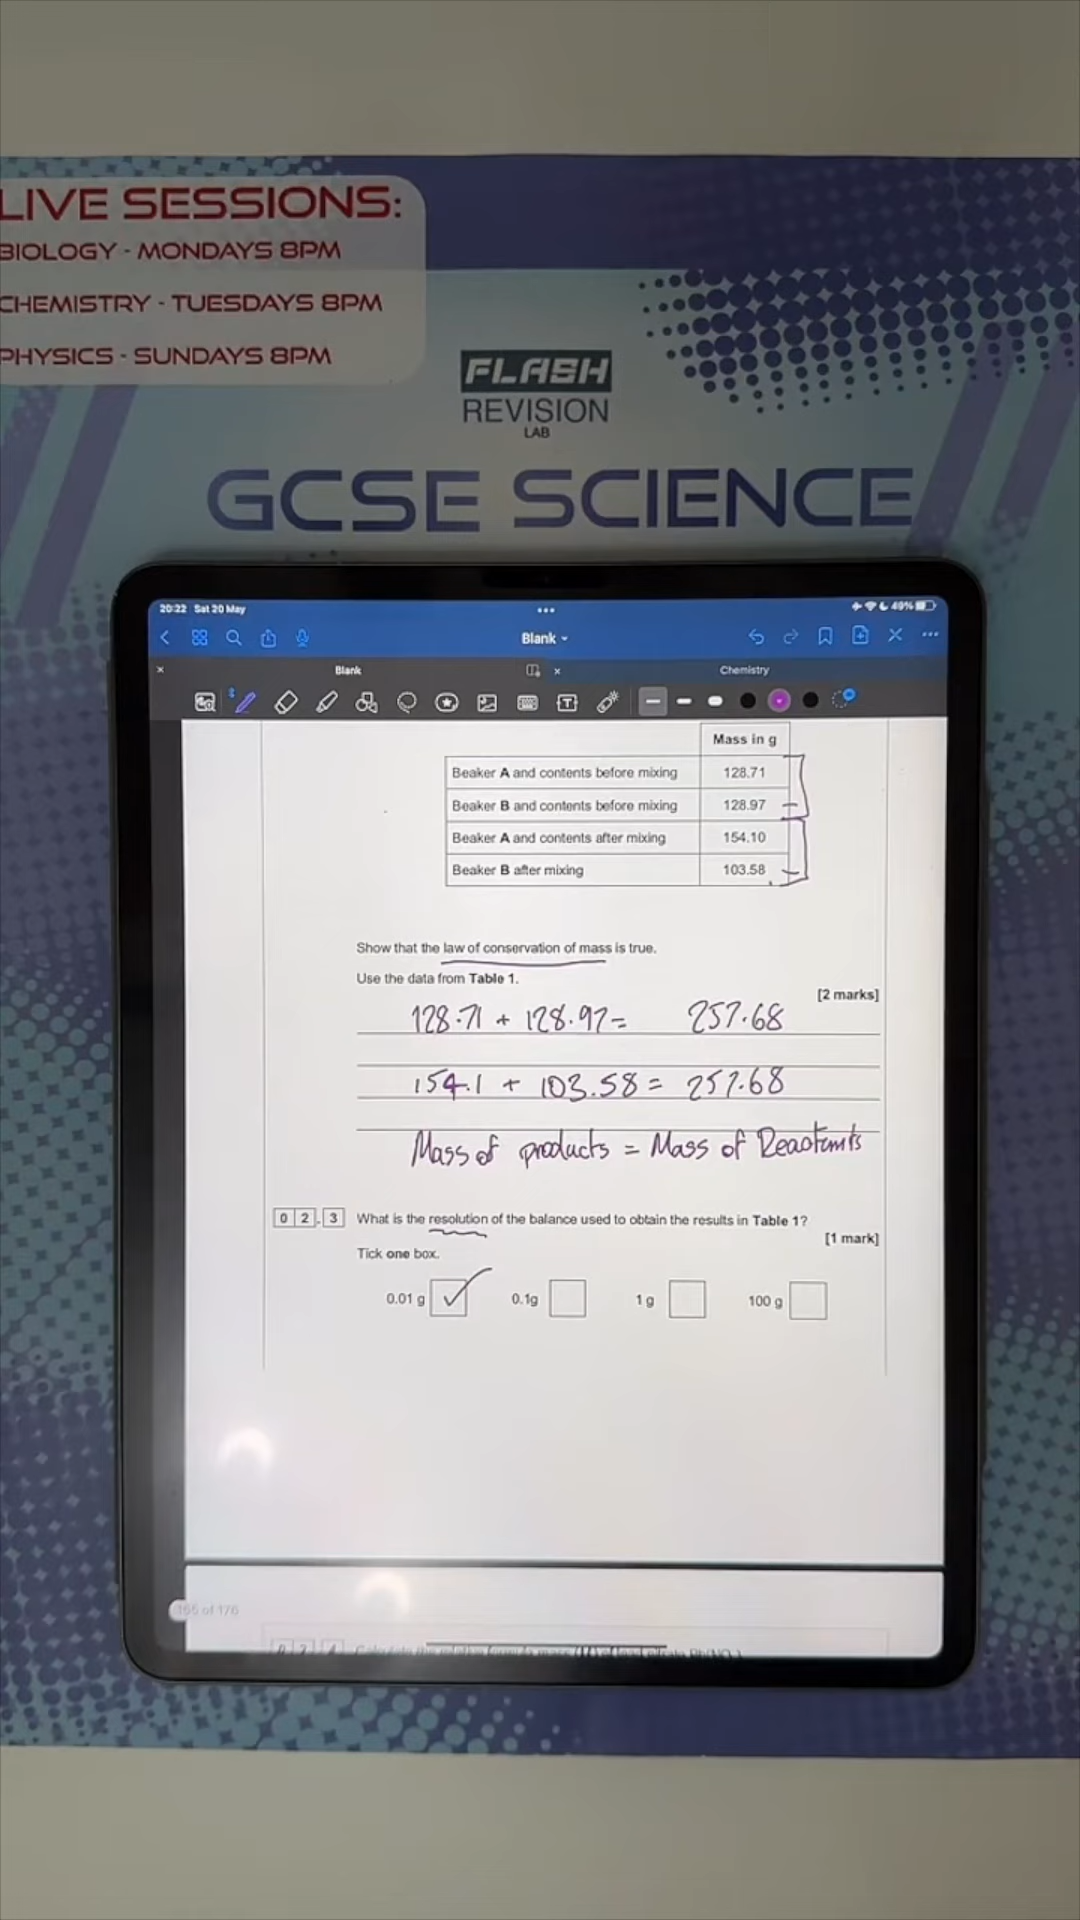 LIVE SESSIONS:
BIOLOGY - MONDAYS 8PM
CHEMISTRY - TUESDAYS 8PM
PHYSICS - SUNDAYS 8PM
FLASH
REVISION
LAB
GCSE SCIENCE
20:22 Sat 20 May
49%
Blank
Blank
Chemistry
Mass in g
Beaker A and contents before mixing 128.71
Beaker B and contents before mixing 128.97
Beaker A and contents after mixing 154.10
Beaker B after mixing 103.58
Show that the law of conservation of mass is true.
Use the data from Table 1.
[2 marks]
128.71 + 128.97 = 257.68
154.1 + 103.58 = 257.68
Mass of products = Mass of Reactants
0 2 . 3 What is the resolution of the balance used to obtain the results in Table 1?
[1 mark]
Tick one box.
0.01 g 0.1g 1 g 100 g
of 176